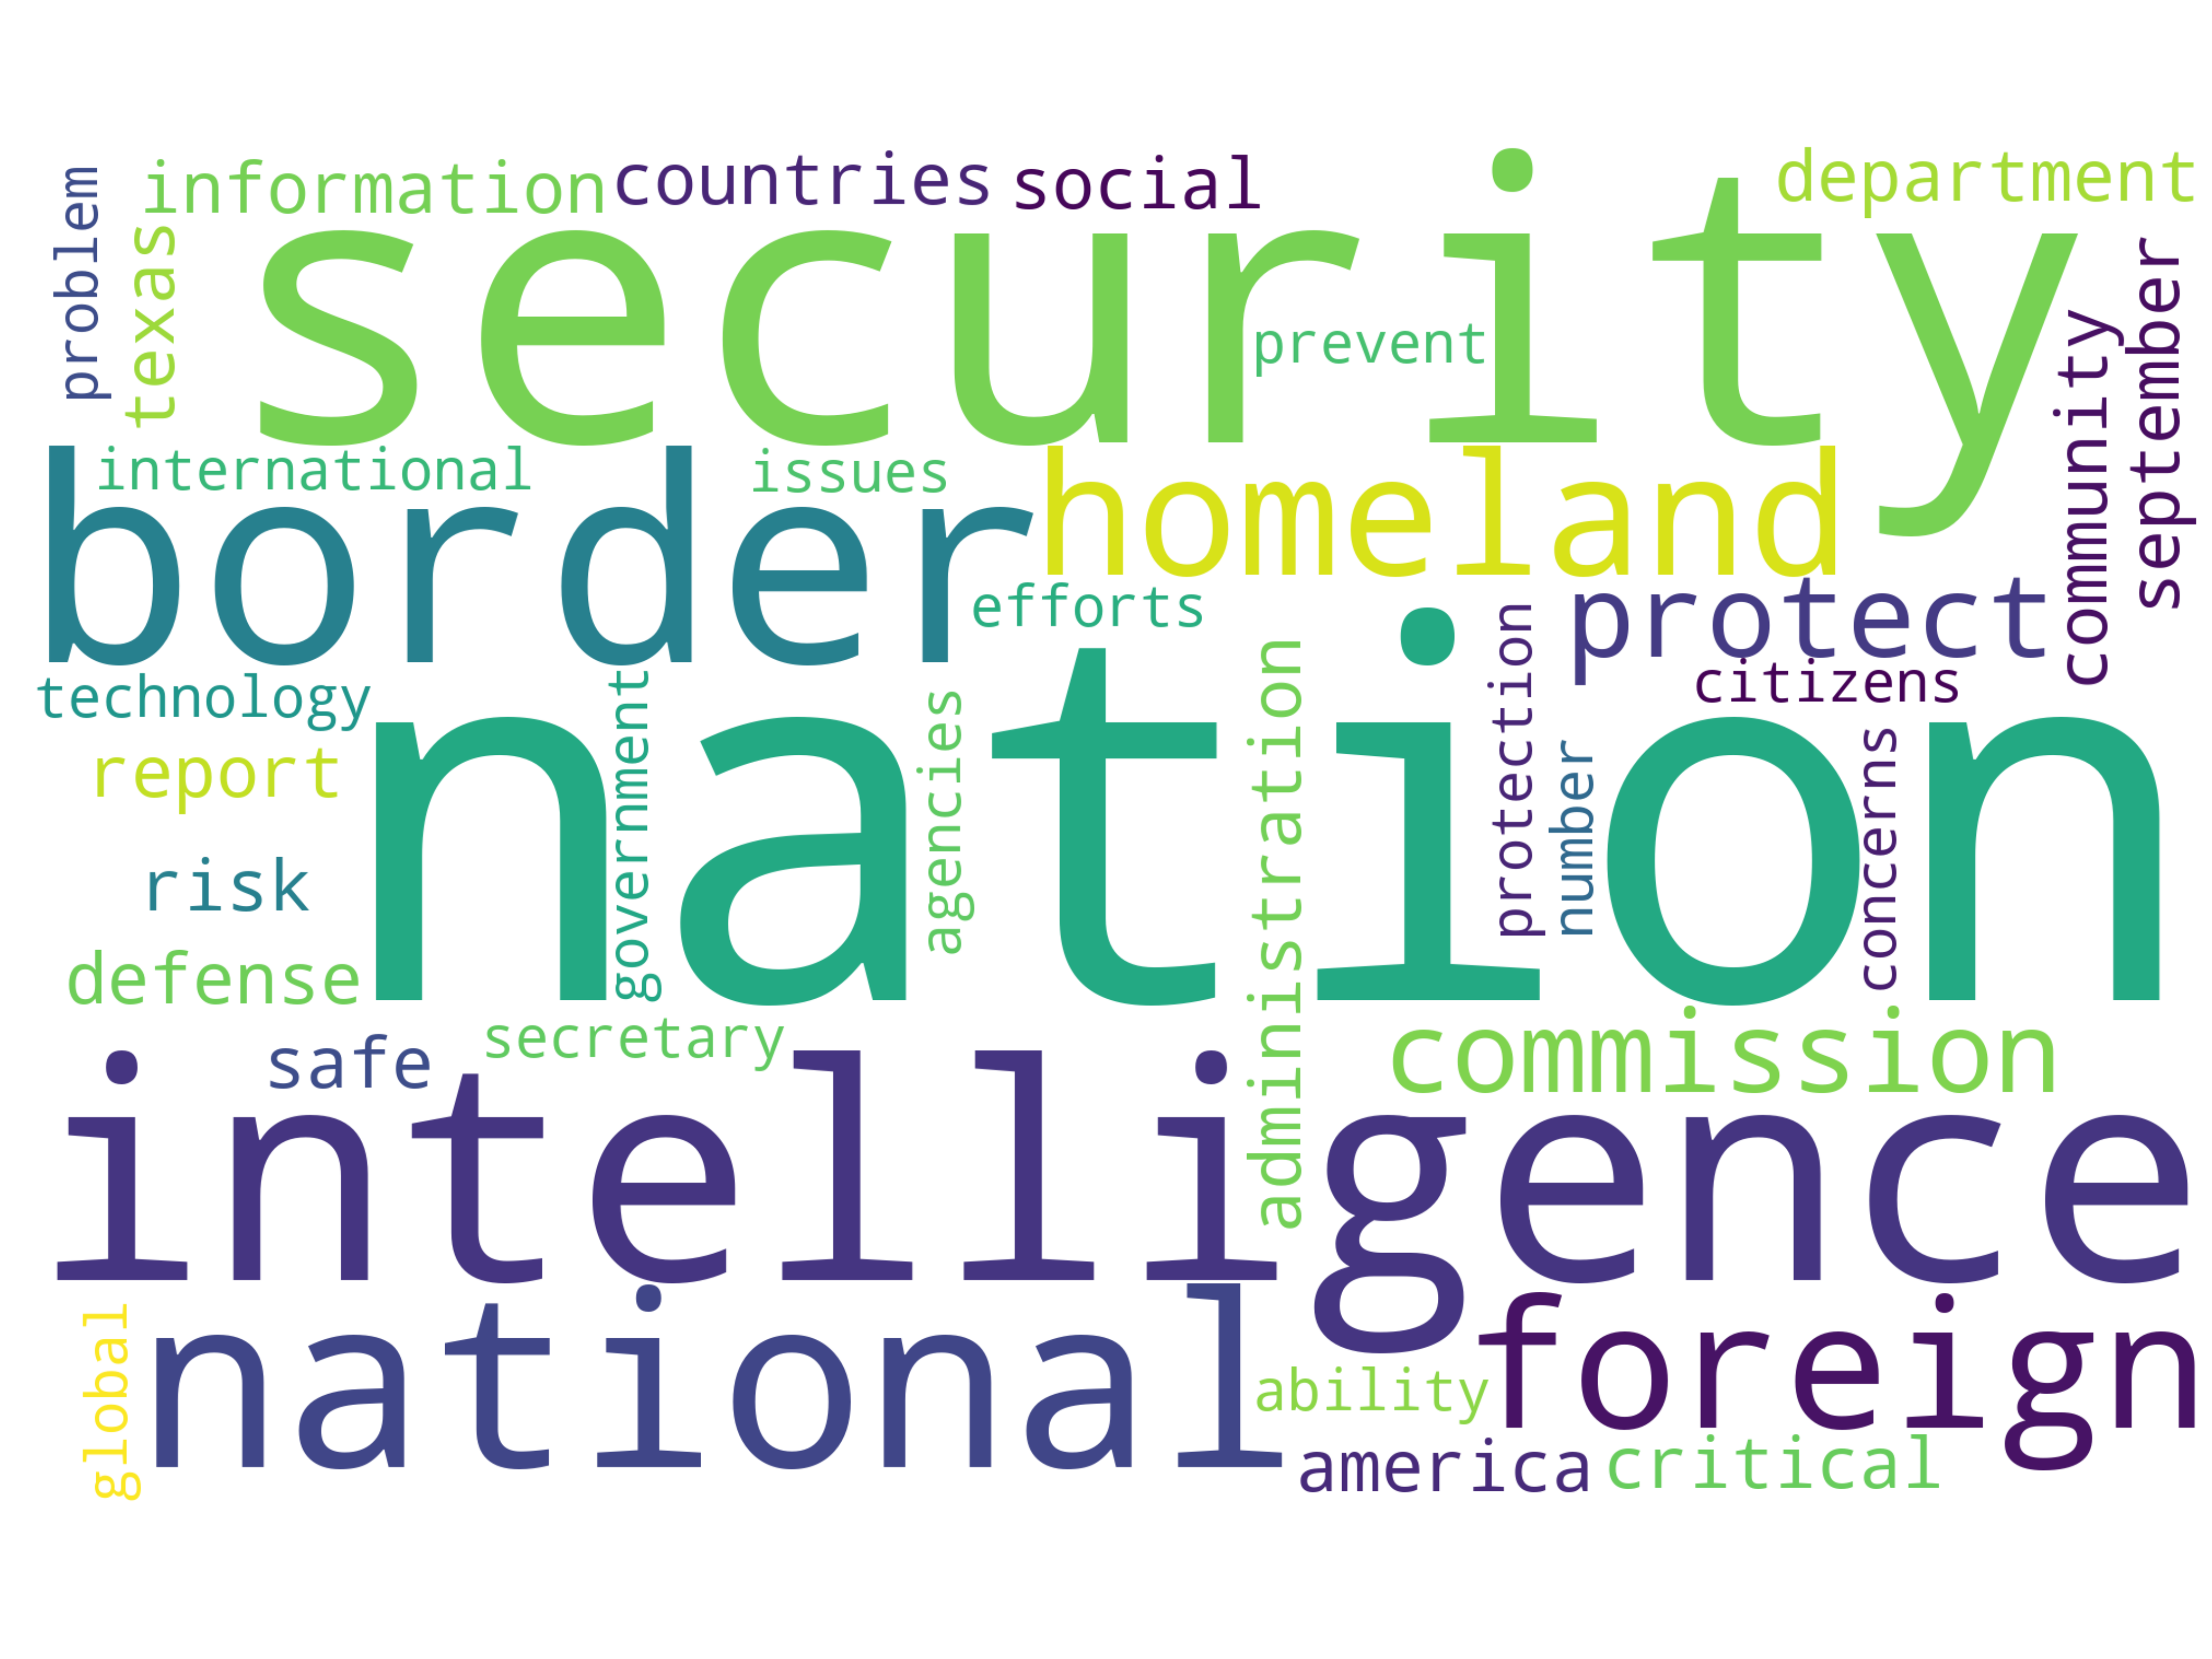 problem
texas
information
countries
social
department
security
prevent
community
september
international
issues
border
homeland
efforts
protect
citizens
technology
report
risk
defense
government
nation
agencies
administration
protection
number
concerns
safe
secretary
commission
intelligence
global
national
foreign
ability
america
critical